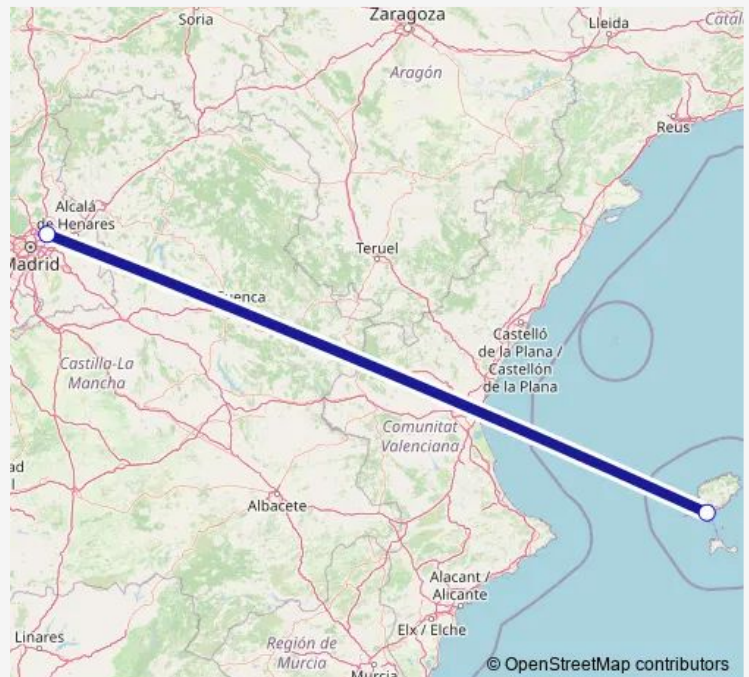 Soria
Zaragoza
Lleida
Catal
Aragón
Reus
Alcalá
de Henares
Madrid
Teruel
Cuenca
Castelló
de la Plana /
Castellón
de la Plana
Castilla-La
Mancha
Comunitat
Valenciana
ad
l
Albacete
Alacant /
Alicante
Elx / Elche
Linares
Región de
Murcia
Murcia
© OpenStreetMap contributors